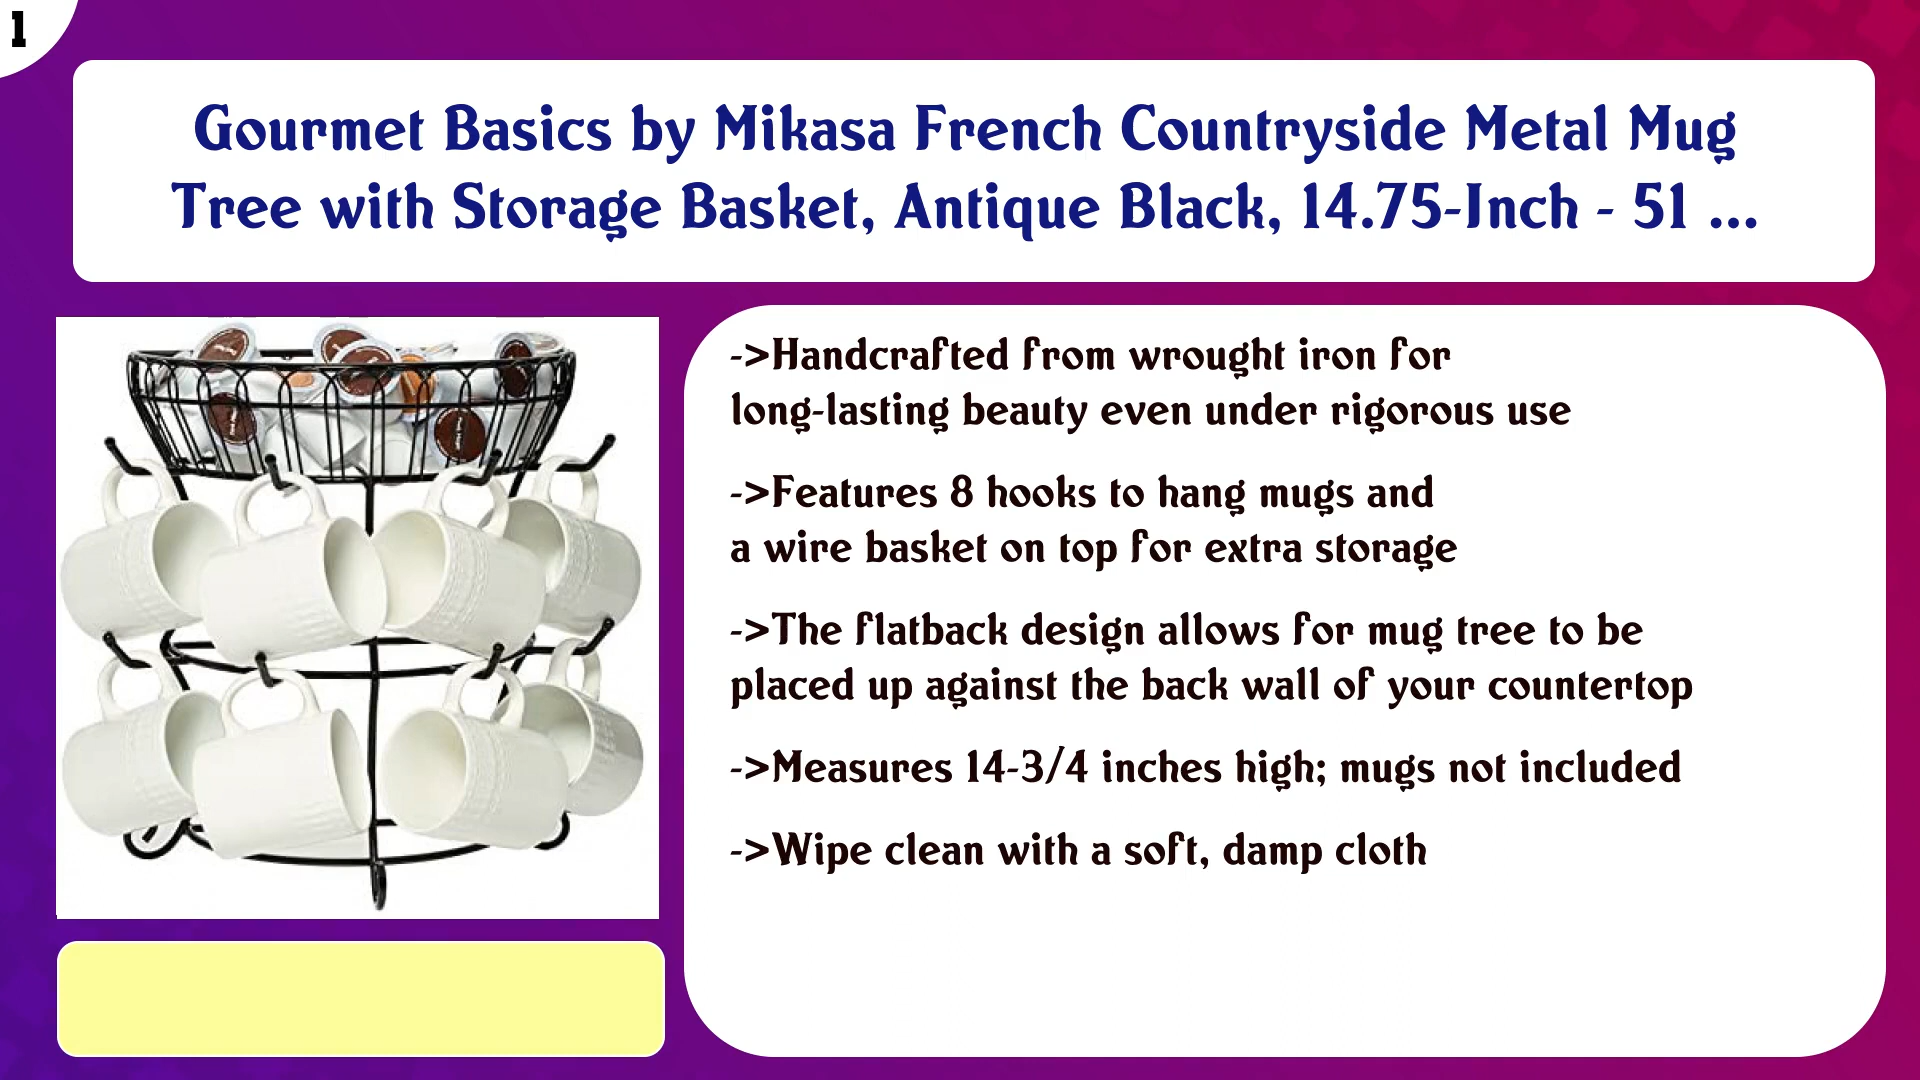 1
Gourmet Basics by Mikasa French Countryside Metal Mug
Tree with Storage Basket, Antique Black, 14.75-Inch - 51 ...
->Handcrafted from wrought iron for
long-lasting beauty even under rigorous use
->Features 8 hooks to hang mugs and
a wire basket on top for extra storage
->The flatback design allows for mug tree to be
placed up against the back wall of your countertop
->Measures 14-3/4 inches high; mugs not included
->Wipe clean with a soft, damp cloth